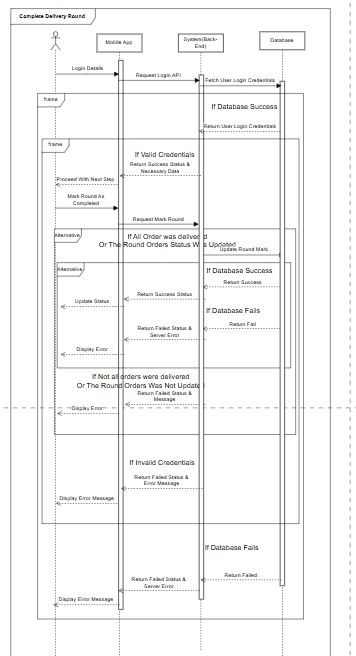 Complete Delivery Round
Mobile App
System(Back-
End)
Database
Login Details
Request Login API
Fetch User Login Credentials
frame
If Database Success
Return User Login Credentials
frame
If Valid Credentials
Return Success Status &
Necessary Data
Proceed With Next Step
Mark Round As
Completed
Request Mark Round
Alternative
If All Order was delivered
Or The Round Orders Status Was Updated
Update Round Mark
Alternative
If Database Success
Return Success
Return Success Status
Update Status
If Database Fails
Return Fail
Return Failed Status &
Server Error
Display Error
If Not all orders were delivered
Or The Round Orders Was Not Updated
Return Failed Status &
Message
Display Error
If Invalid Credentials
Return Failed Status &
Error Message
Display Error Message
If Database Fails
Return Failed
Return Failed Status &
Server Error
Display Error Message